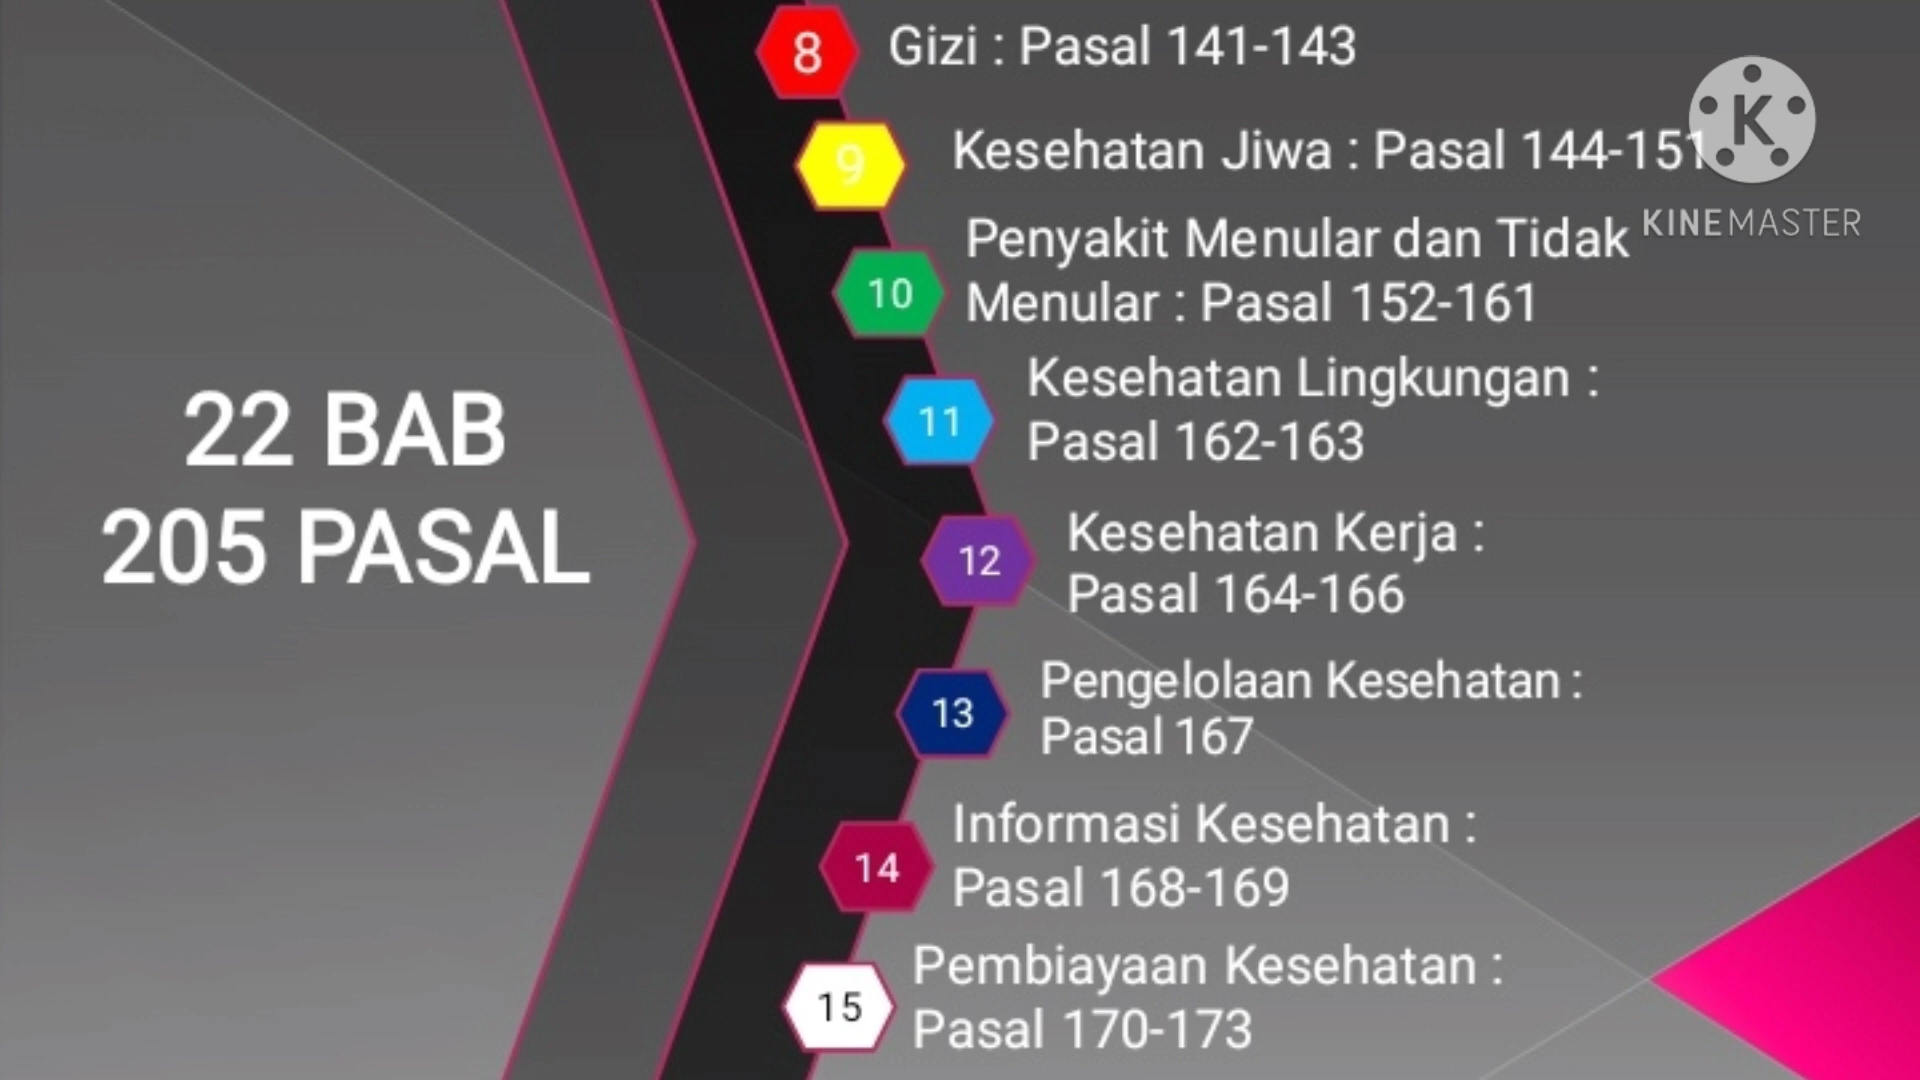 22 BAB
205 PASAL
8
Gizi : Pasal 141-143
9
Kesehatan Jiwa : Pasal 144-151
10
Penyakit Menular dan Tidak
Menular : Pasal 152-161
11
Kesehatan Lingkungan :
Pasal 162-163
12
Kesehatan Kerja :
Pasal 164-166
13
Pengelolaan Kesehatan :
Pasal 167
14
Informasi Kesehatan :
Pasal 168-169
15
Pembiayaan Kesehatan :
Pasal 170-173
K
KINEMASTER